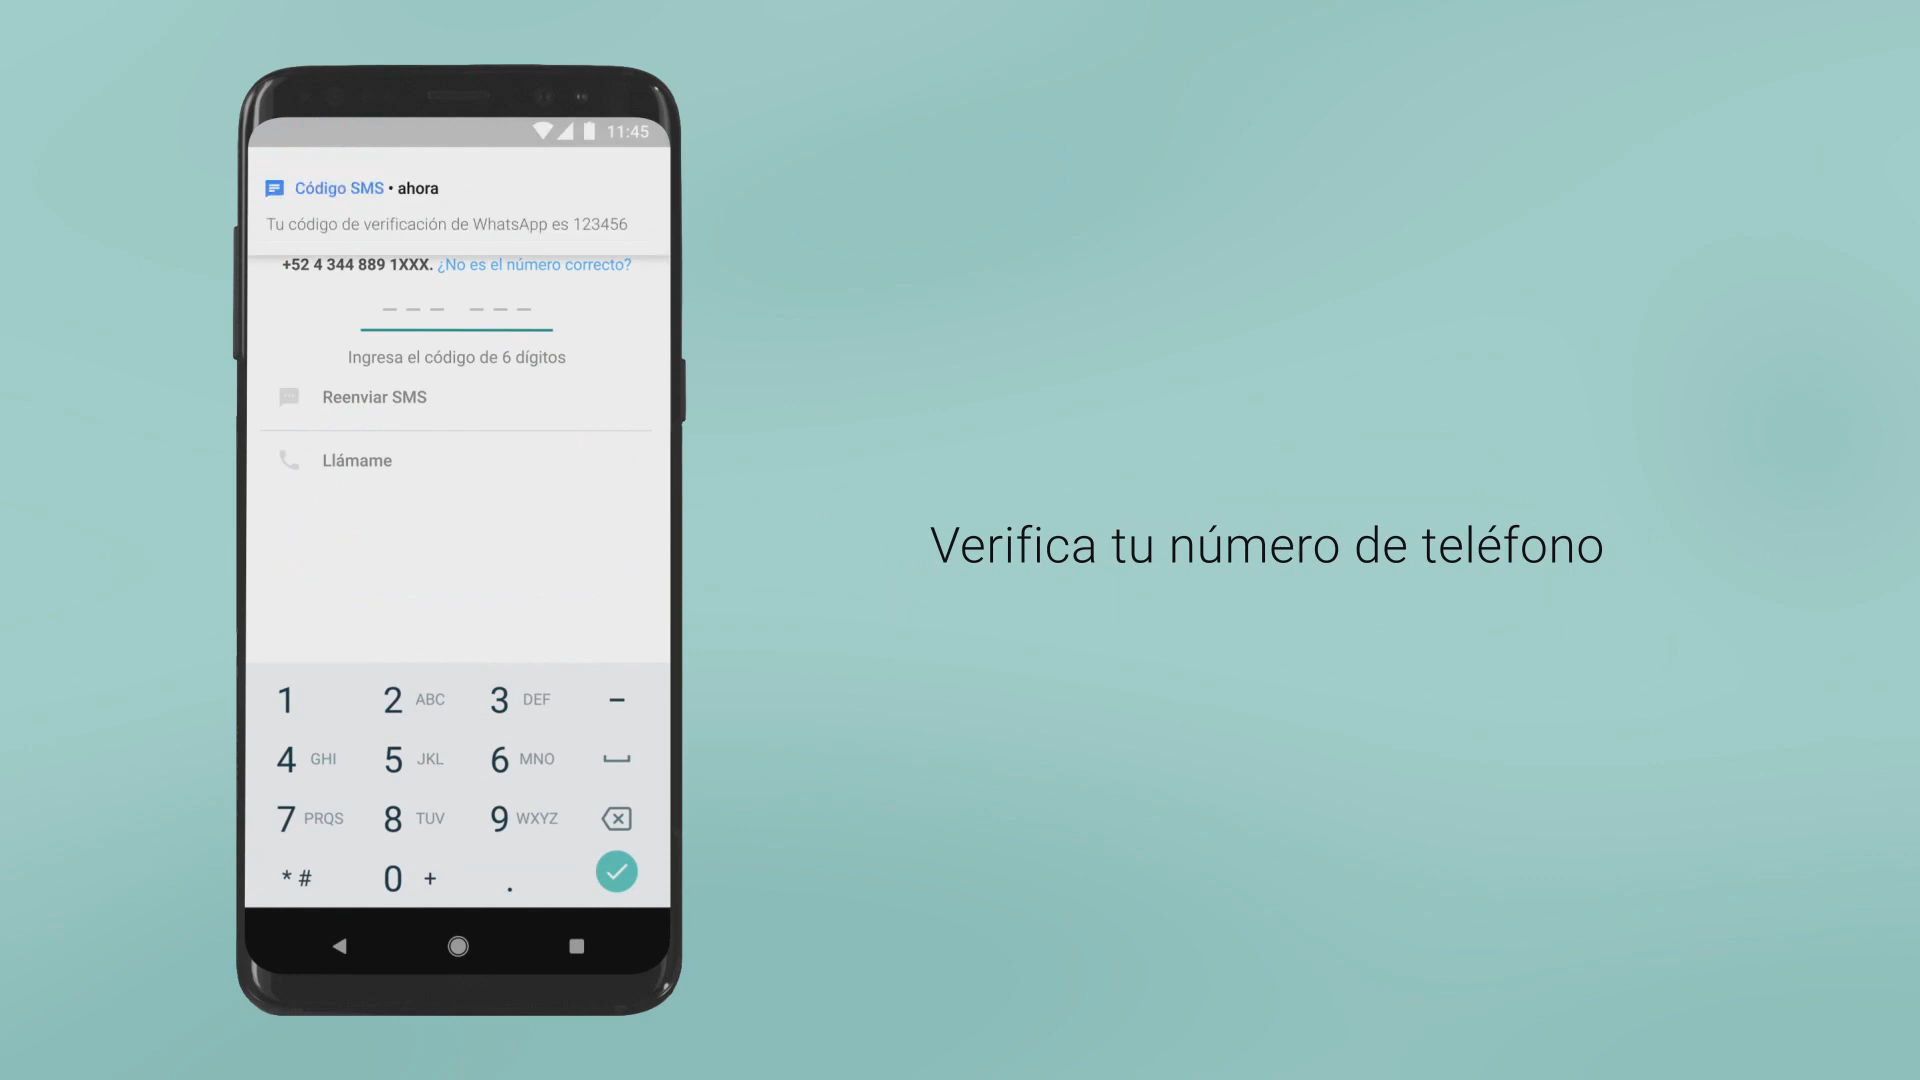 11:45
Código SMS • ahora
Tu código de verificación de WhatsApp es 123456
+52 4 344 889 1XXX. ¿No es el número correcto?
Ingresa el código de 6 dígitos
Reenviar SMS
Llámame
Verifica tu número de teléfono
1 2 ABC 3 DEF –
4 GHI 5 JKL 6 MNO
7 PRQS 8 TUV 9 WXYZ
* # 0 + .